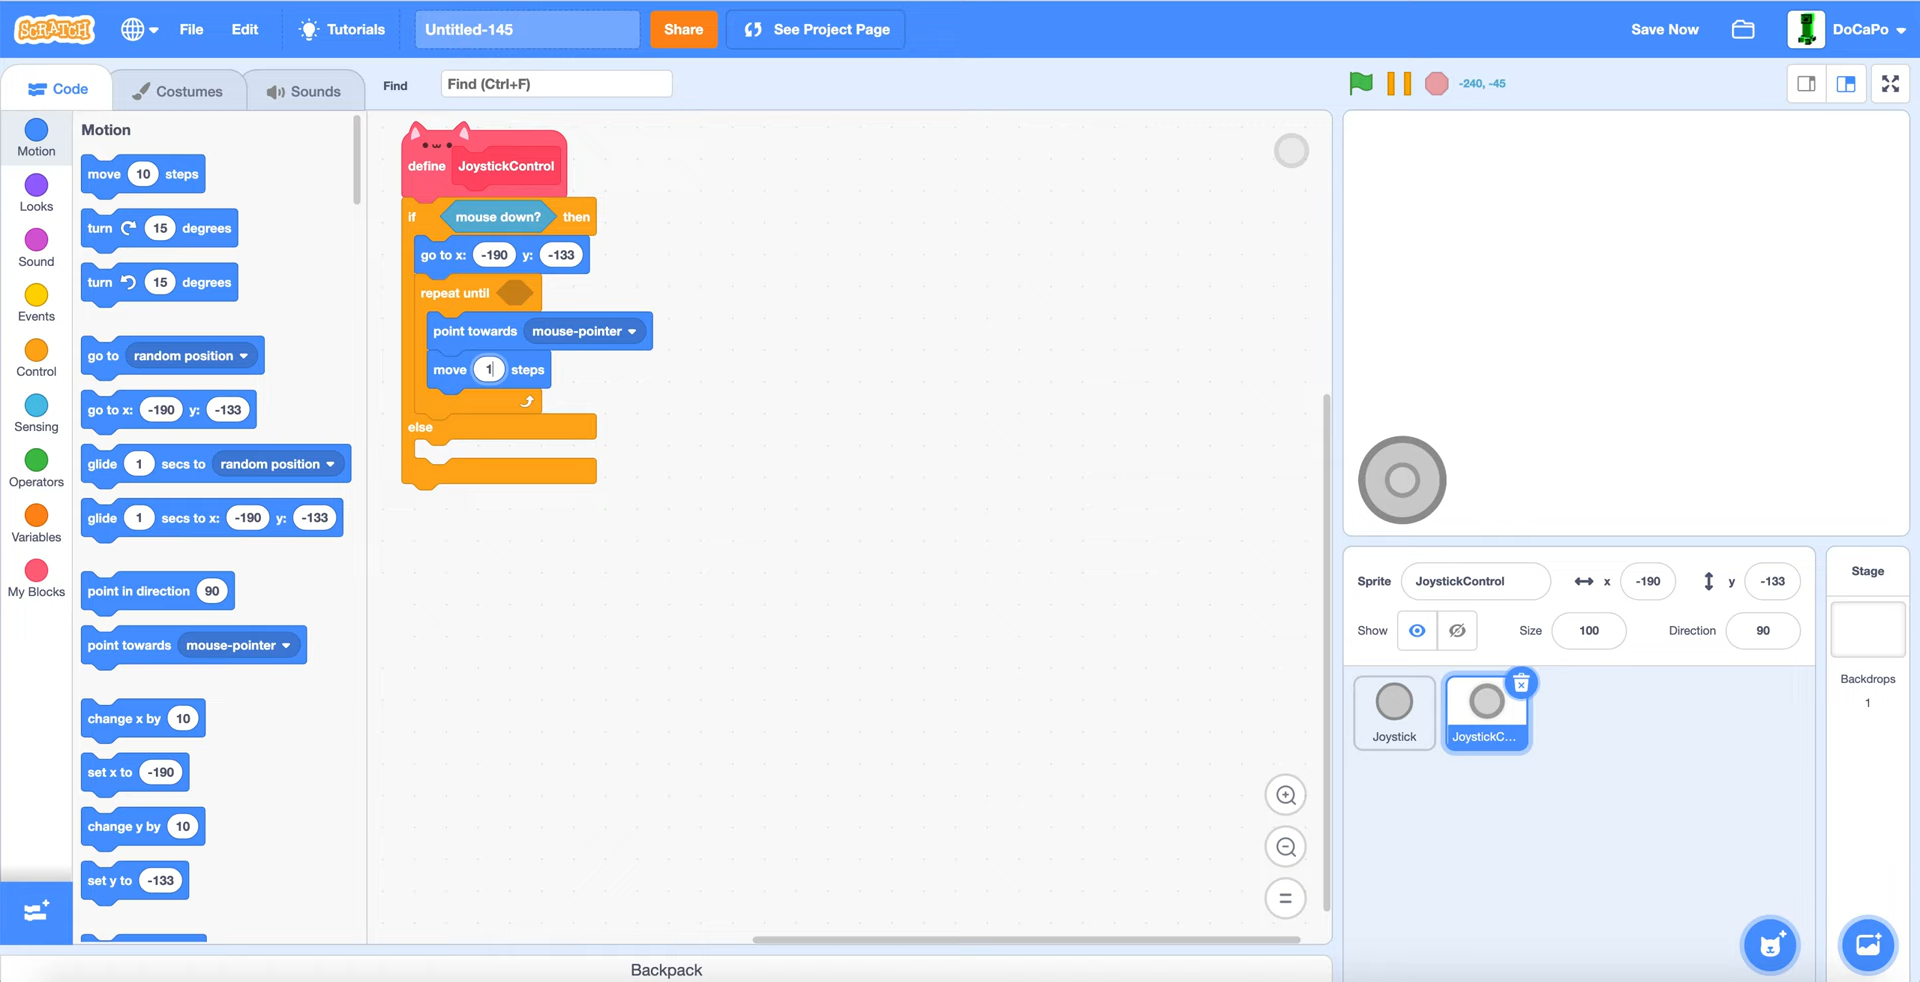 SCRATCH File Edit Tutorials Untitled-145 Share See Project Page Save Now DoCaPo
Code Costumes Sounds Find Find (Ctrl+F) -240, -45
Motion
Looks
Sound
Events
Control
Sensing
Operators
Variables
My Blocks
Motion
move 10 steps
turn 15 degrees
turn 15 degrees
go to random position
go to x: -190 y: -133
glide 1 secs to random position
glide 1 secs to x: -190 y: -133
point in direction 90
point towards mouse-pointer
change x by 10
set x to -190
change y by 10
set y to -133
define JoystickControl
if mouse down? then
go to x: -190 y: -133
repeat until
point towards mouse-pointer
move 1 steps
else
Backpack
Sprite JoystickControl x -190 y -133
Show Size 100 Direction 90
Joystick JoystickC...
Stage
Backdrops
1